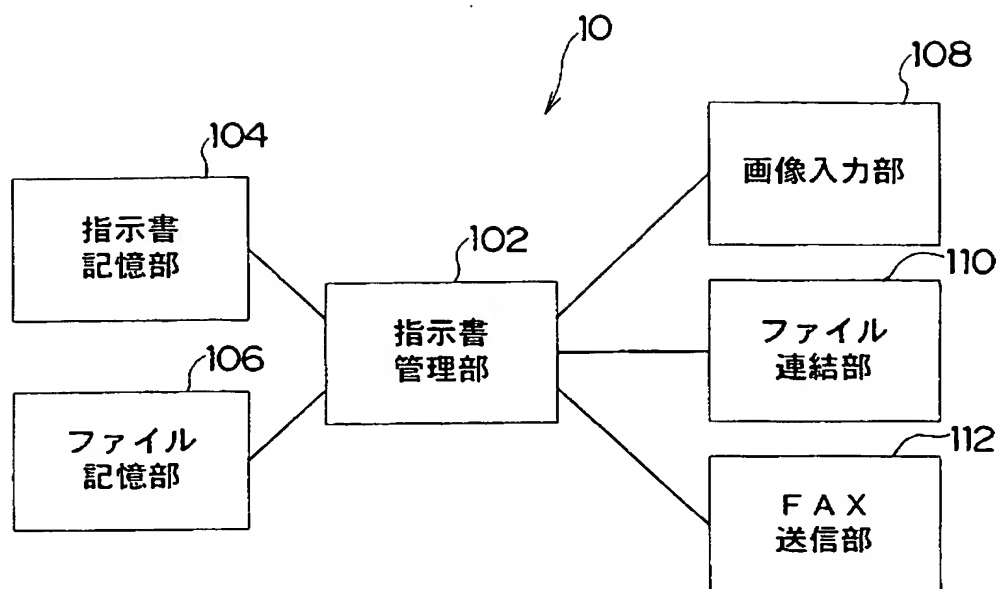 10
108
画像入力部
104
指示書
記憶部
102
指示書
管理部
110
ファイル
連結部
106
ファイル
記憶部
112
FAX
送信部